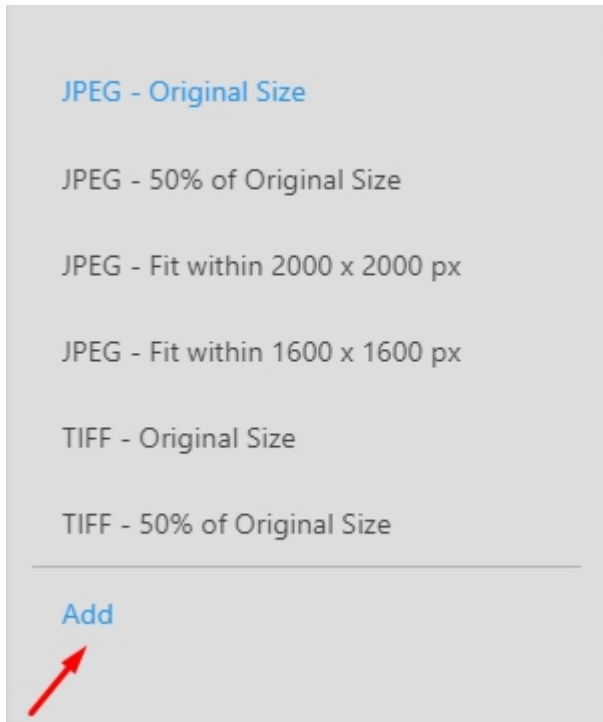 JPEG - Original Size
JPEG - 50% of Original Size
JPEG - Fit within 2000 x 2000 px
JPEG - Fit within 1600 x 1600 px
TIFF - Original Size
TIFF - 50% of Original Size
Add